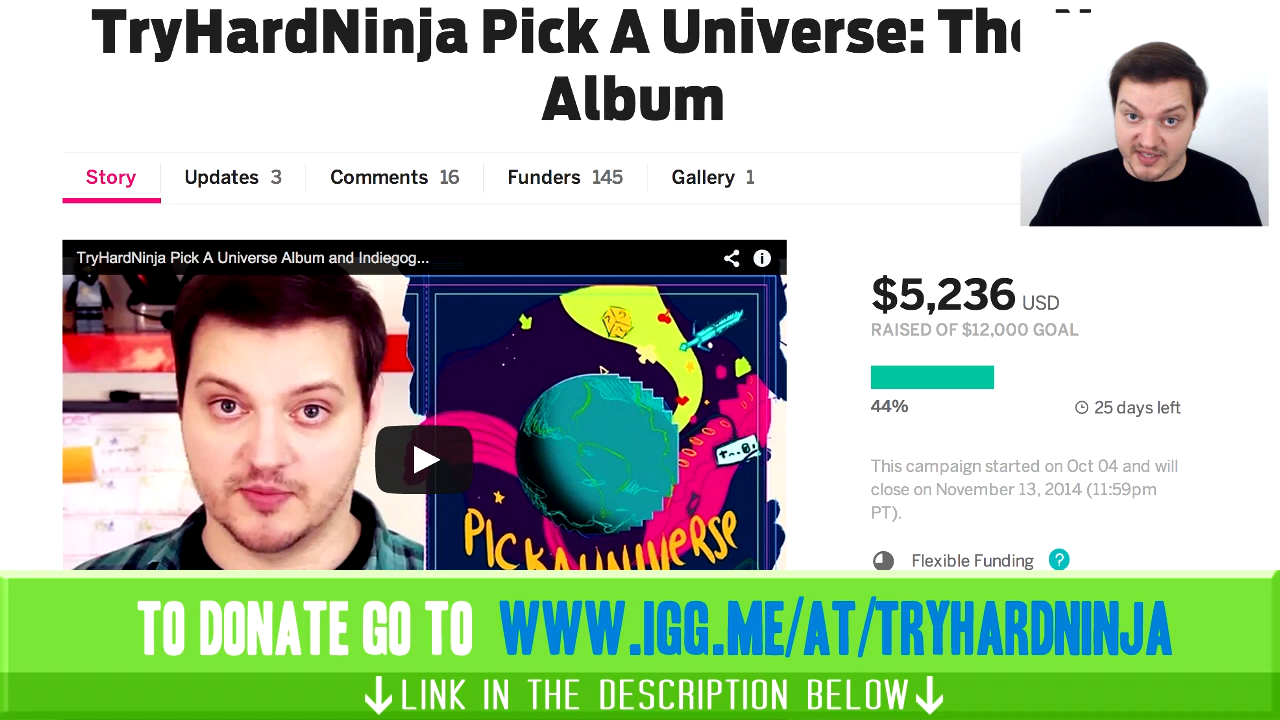 TryHardNinja Pick A Universe: The
Album
Story
Updates 3
Comments 16
Funders 145
Gallery 1
TryHardNinja Pick A Universe Album and Indiegog...
$5,236 USD
RAISED OF $12,000 GOAL
44%
25 days left
This campaign started on Oct 04 and will
close on November 13, 2014 (11:59pm
PT).
Flexible Funding ?
PICK A UNIVERSE
TO DONATE GO TO WWW.IGG.ME/AT/TRYHARDNINJA
↓LINK IN THE DESCRIPTION BELOW↓